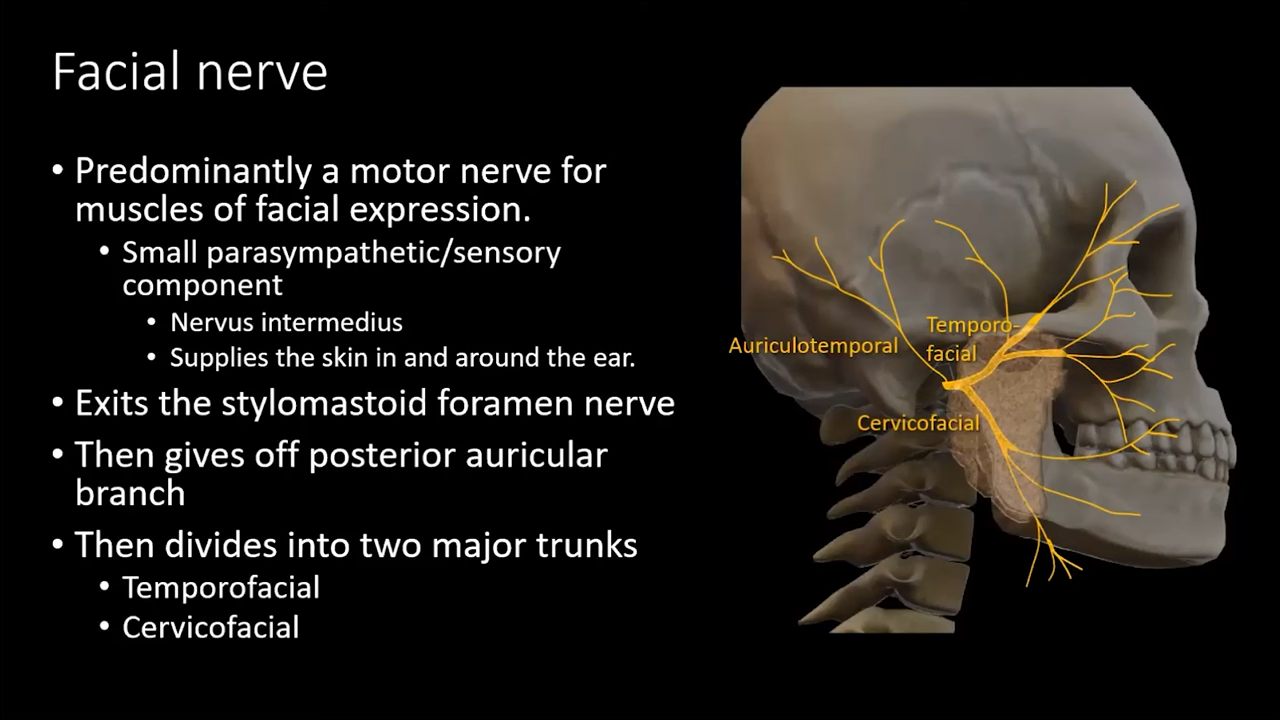 Facial nerve
• Predominantly a motor nerve for
muscles of facial expression.
• Small parasympathetic/sensory
component
• Nervus intermedius
• Supplies the skin in and around the ear.
• Exits the stylomastoid foramen nerve
• Then gives off posterior auricular
branch
• Then divides into two major trunks
• Temporofacial
• Cervicofacial
Auriculotemporal
Temporo-
facial
Cervicofacial